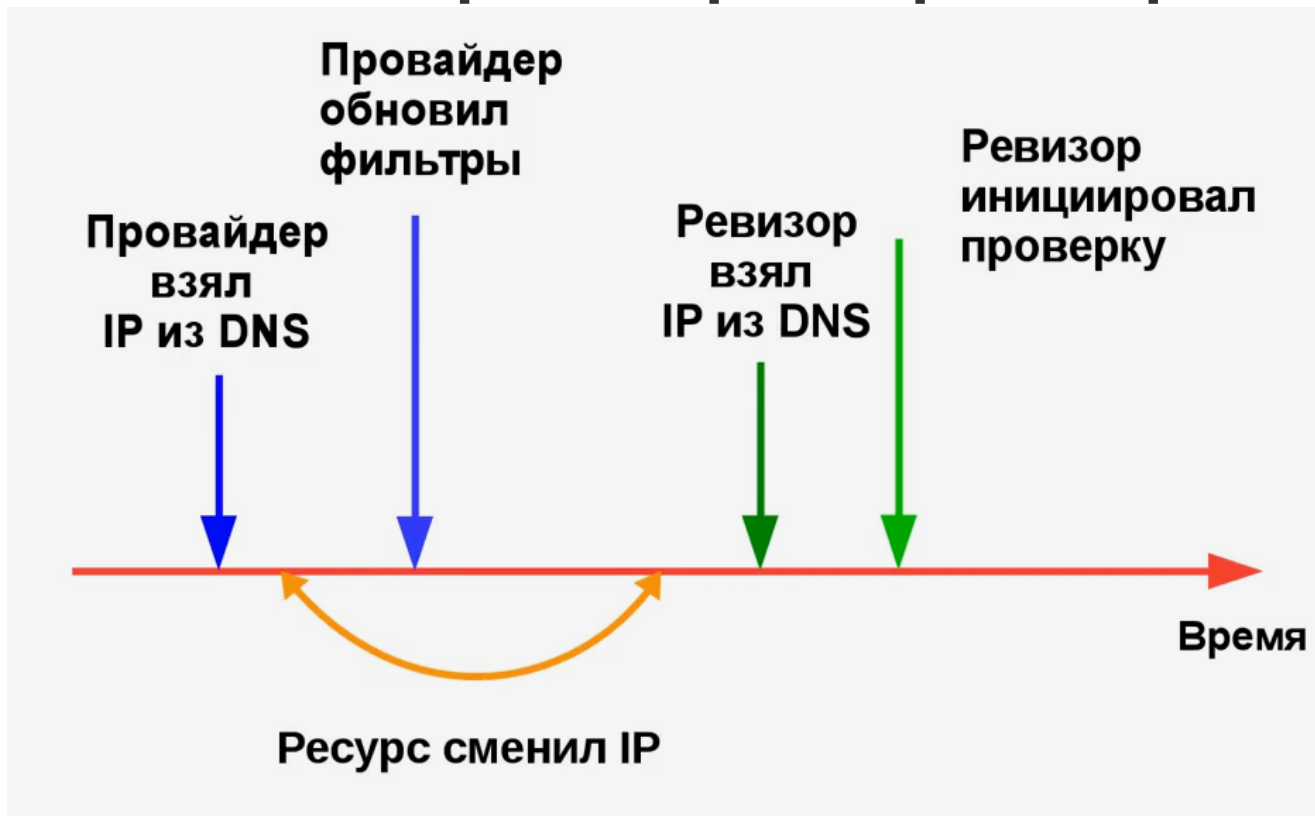 Провайдер
обновил
фильтры
Провайдер
взял
IP из DNS
Ревизор
взял
IP из DNS
Ревизор
инициировал
проверку
Время
Ресурс сменил IP